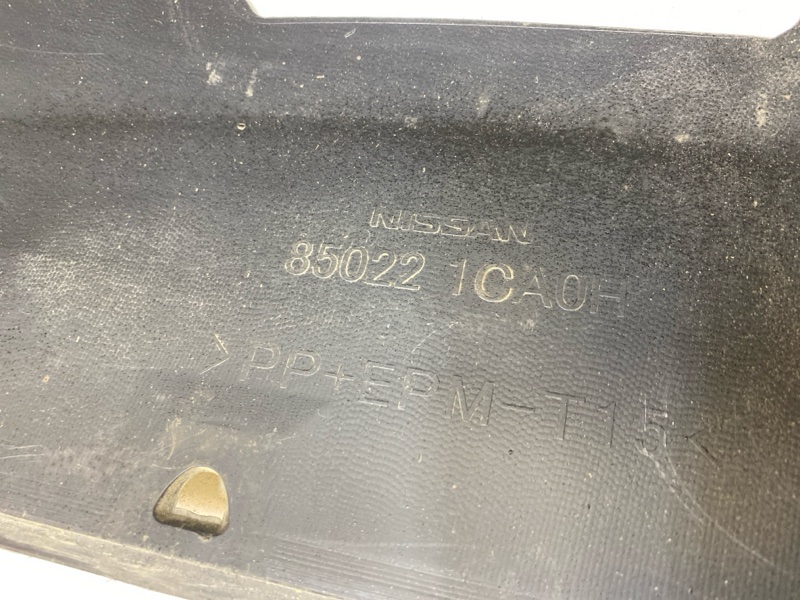 NISSAN
85022 1CA0H
>PP+EPM-T15<